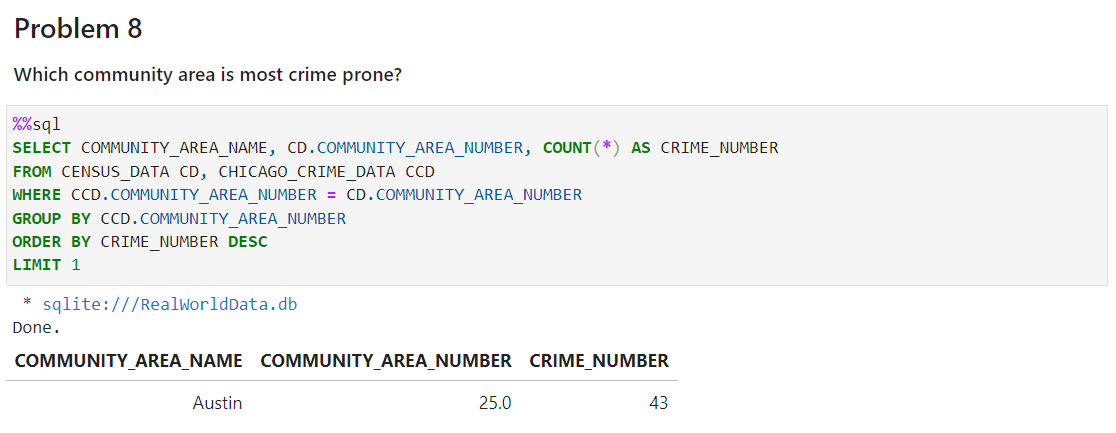 Problem 8
Which community area is most crime prone?
%%sql
SELECT COMMUNITY_AREA_NAME, CD.COMMUNITY_AREA_NUMBER, COUNT(*) AS CRIME_NUMBER
FROM CENSUS_DATA CD, CHICAGO_CRIME_DATA CCD
WHERE CCD.COMMUNITY_AREA_NUMBER = CD.COMMUNITY_AREA_NUMBER
GROUP BY CCD.COMMUNITY_AREA_NUMBER
ORDER BY CRIME_NUMBER DESC
LIMIT 1
* sqlite:///RealWorldData.db
Done.
COMMUNITY_AREA_NAME COMMUNITY_AREA_NUMBER CRIME_NUMBER
Austin 25.0 43